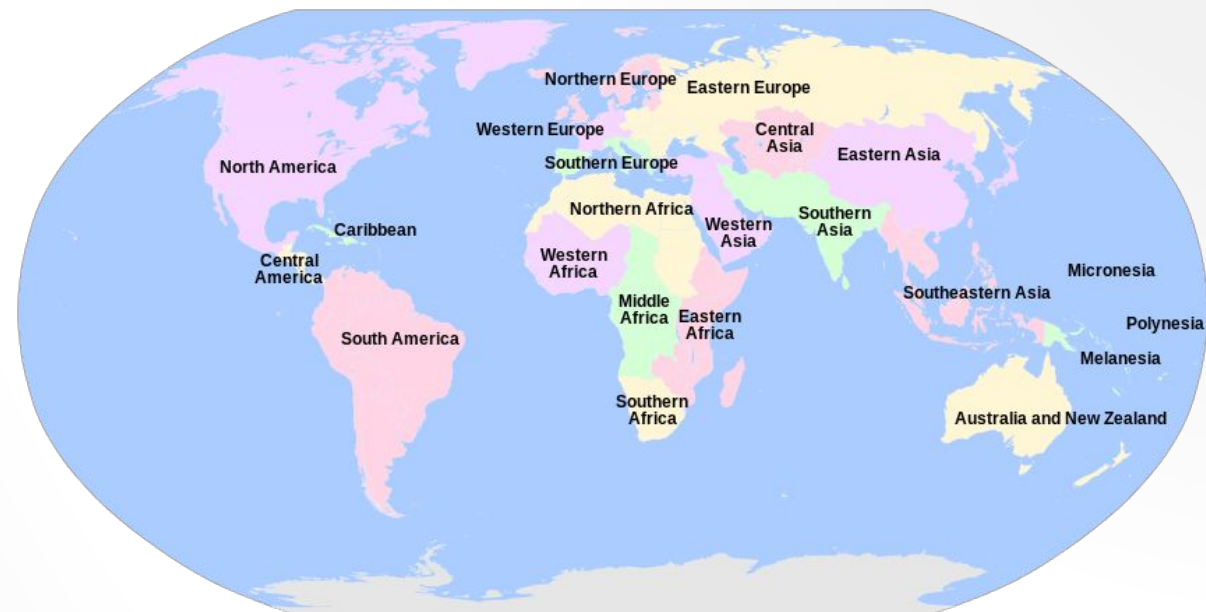 Northern Europe
Eastern Europe
Western Europe
Central
Asia
Eastern Asia
North America
Southern Europe
Northern Africa
Southern
Asia
Caribbean
Western
Asia
Western
Africa
Central
America
Micronesia
Southeastern Asia
Middle
Africa
Eastern
Africa
Polynesia
South America
Melanesia
Southern
Africa
Australia and New Zealand